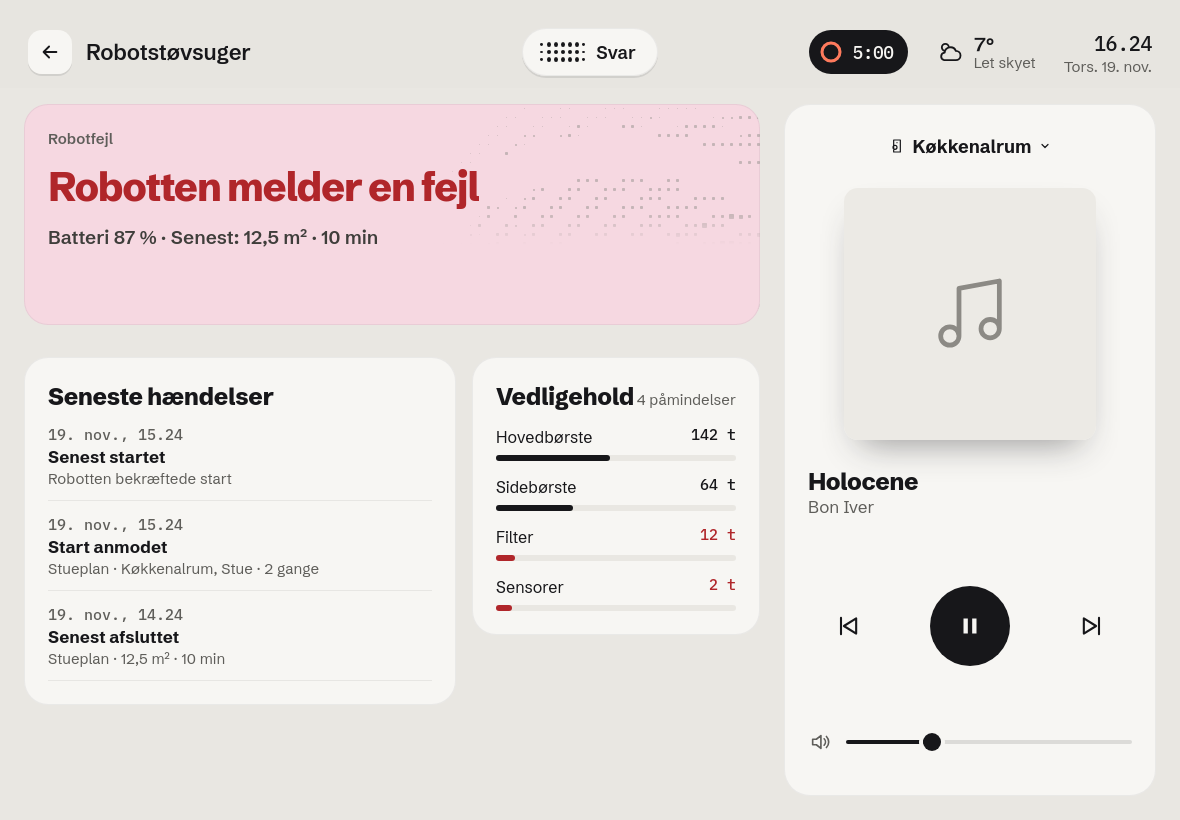 Robotstøvsuger
Svar
5:00
7°
Let skyet
16.24
Tors. 19. nov.
Robotfejl
Robotten melder en fejl
Batteri 87 % · Senest: 12,5 m² · 10 min
Seneste hændelser
19. nov., 15.24
Senest startet
Robotten bekræftede start
19. nov., 15.24
Start anmodet
Stueplan · Køkkenalrum, Stue · 2 gange
19. nov., 14.24
Senest afsluttet
Stueplan · 12,5 m² · 10 min
Vedligehold 4 påmindelser
Hovedbørste 142 t
Sidebørste 64 t
Filter 12 t
Sensorer 2 t
Køkkenalrum
Holocene
Bon Iver